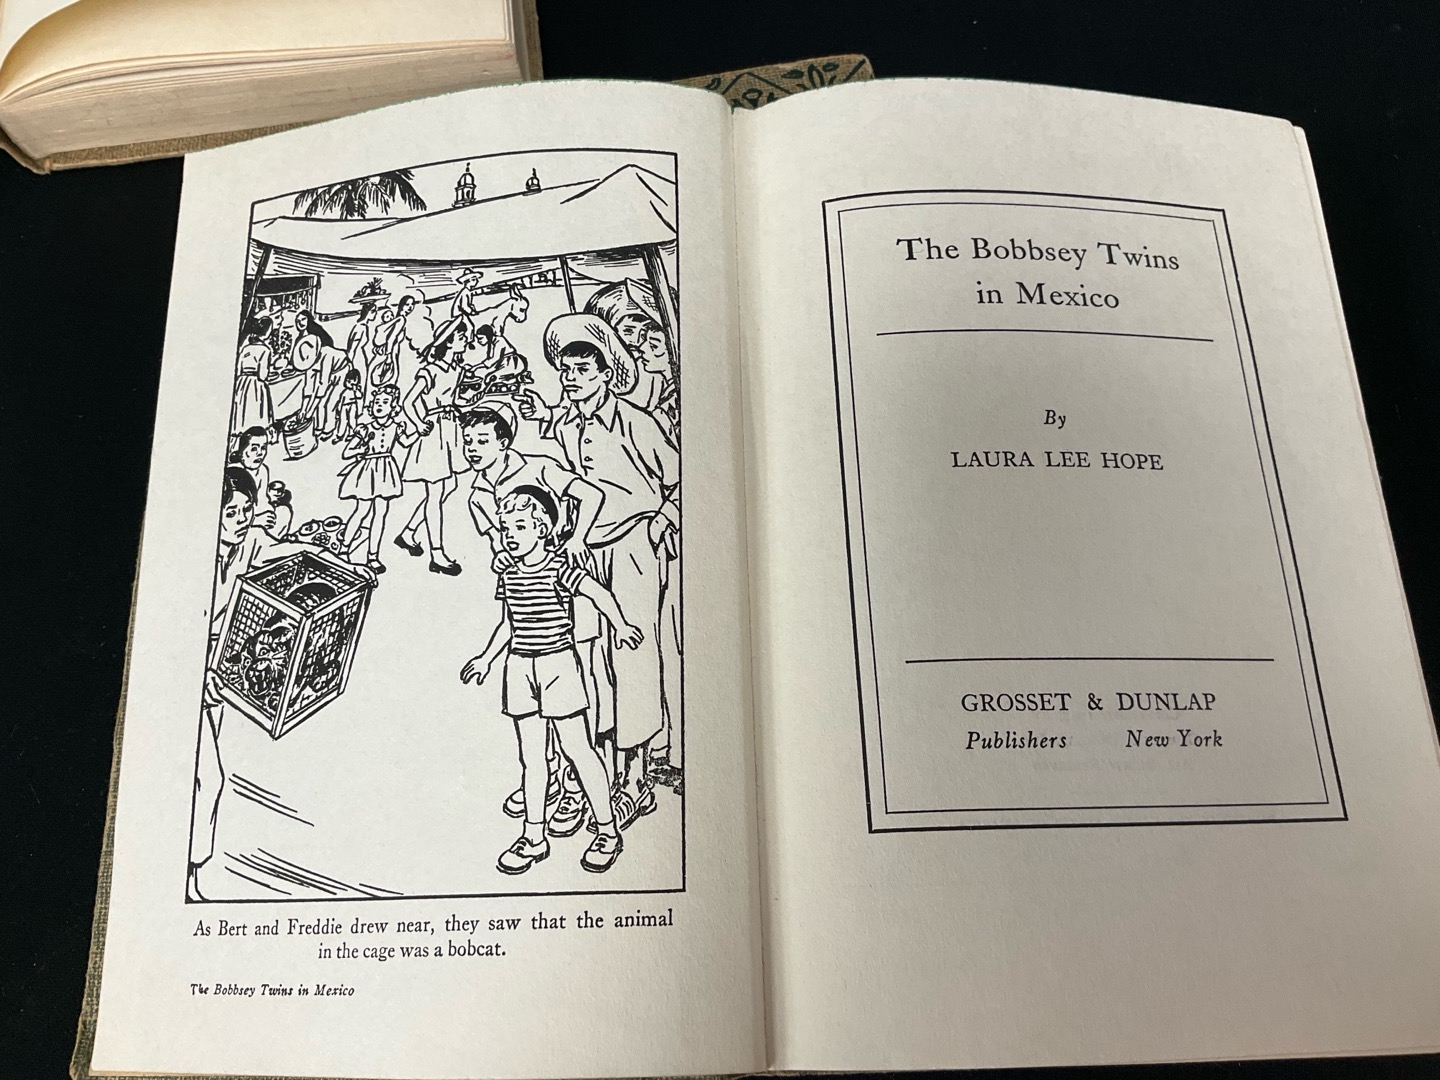 As Bert and Freddie drew near, they saw that the animal
in the cage was a bobcat.
The Bobbsey Twins in Mexico
The Bobbsey Twins
in Mexico
By
LAURA LEE HOPE
GROSSET & DUNLAP
Publishers New York